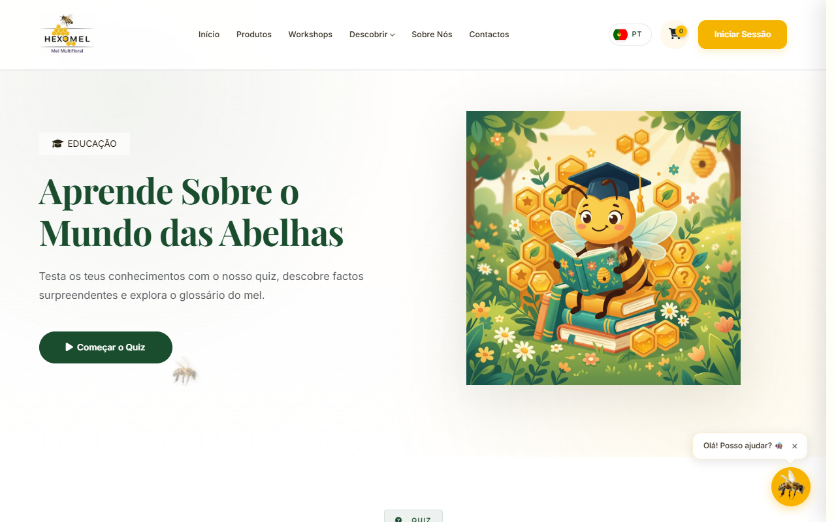 HEXOMEL
Mel Multifloral
Início
Produtos
Workshops
Descobrir
Sobre Nós
Contactos
PT
0
Iniciar Sessão
EDUCAÇÃO
Aprende Sobre o
Mundo das Abelhas
Testa os teus conhecimentos com o nosso quiz, descobre factos
surpreendentes e explora o glossário do mel.
Começar o Quiz
? ?
?
Olá! Posso ajudar? ×
QUIZ